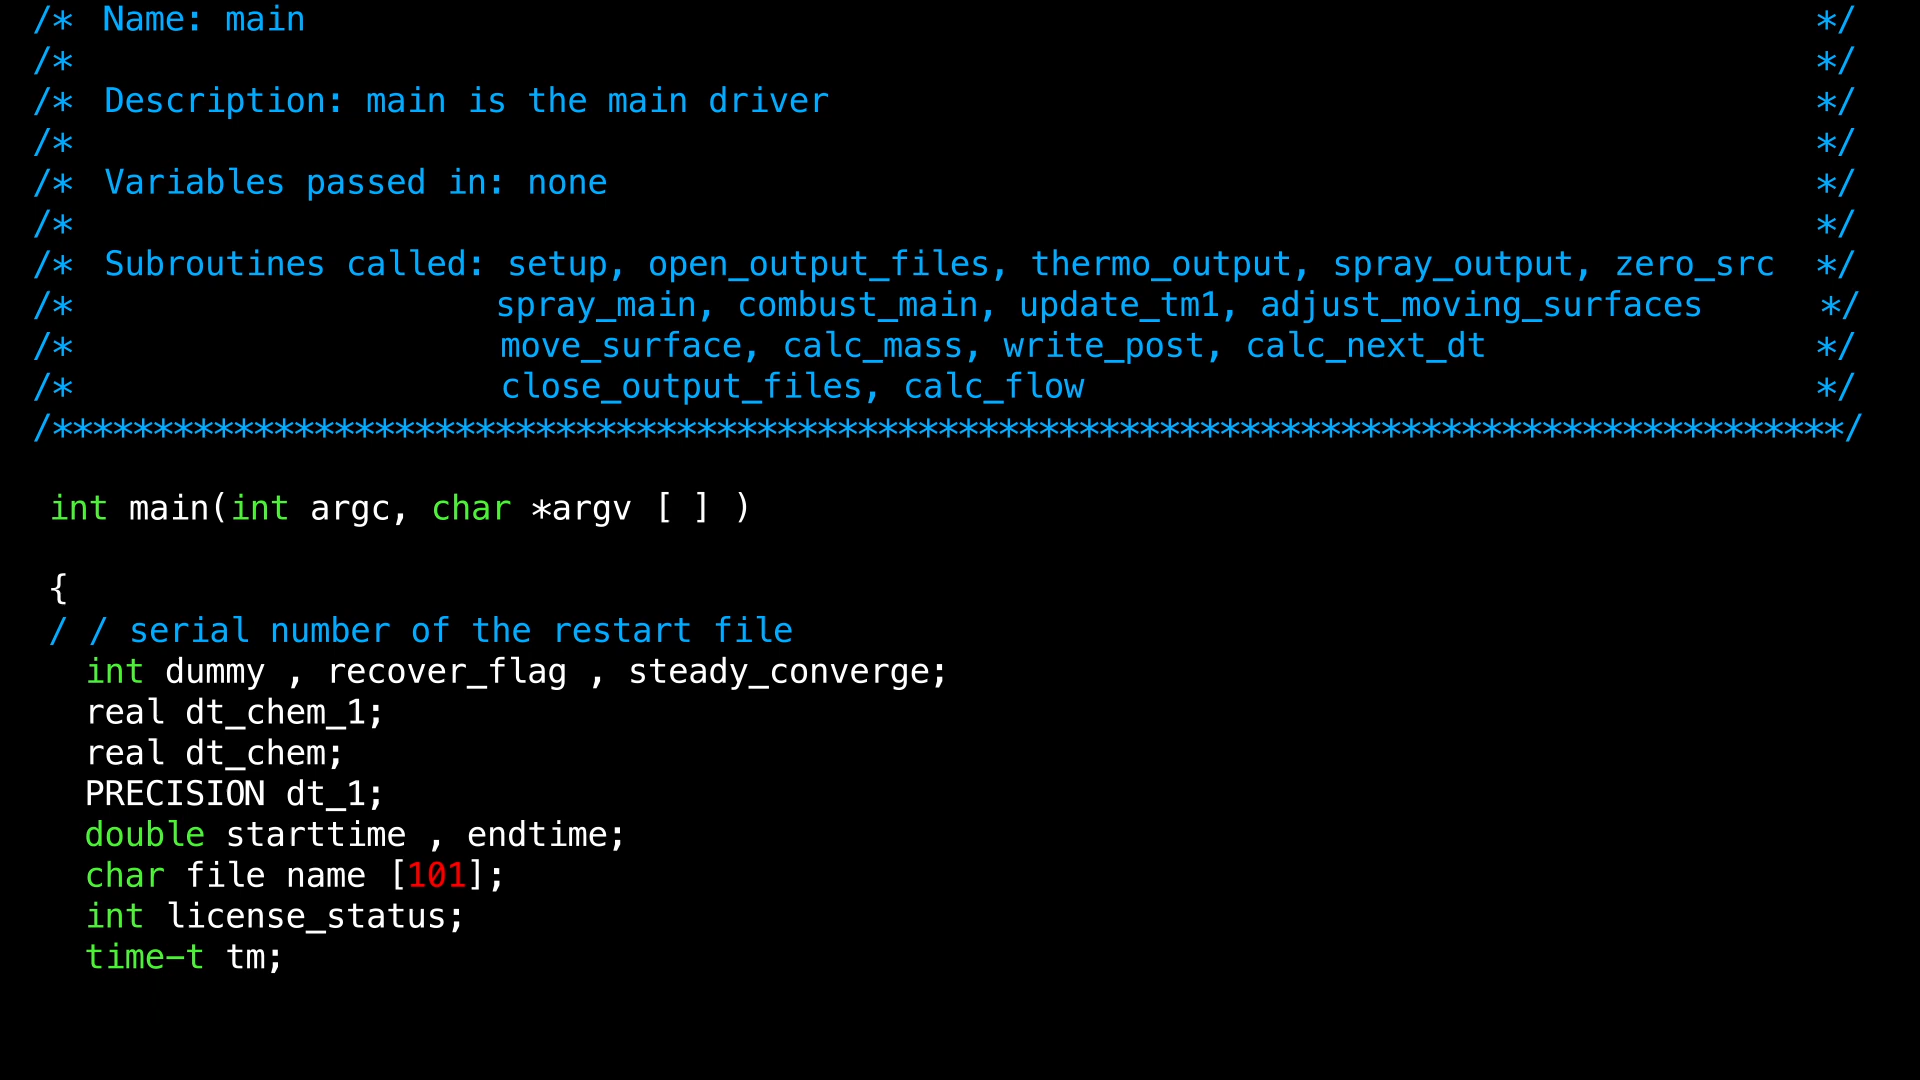 /* Name: main */
/* */
/* Description: main is the main driver */
/* */
/* Variables passed in: none */
/* */
/* Subroutines called: setup, open_output_files, thermo_output, spray_output, zero_src */
/* spray_main, combust_main, update_tm1, adjust_moving_surfaces */
/* move_surface, calc_mass, write_post, calc_next_dt */
/* close_output_files, calc_flow */
/*****************************************************************************************/
int main(int argc, char *argv [ ] )
{
/ / serial number of the restart file
int dummy , recover_flag , steady_converge;
real dt_chem_1;
real dt_chem;
PRECISION dt_1;
double starttime , endtime;
char file name [101];
int license_status;
time-t tm;